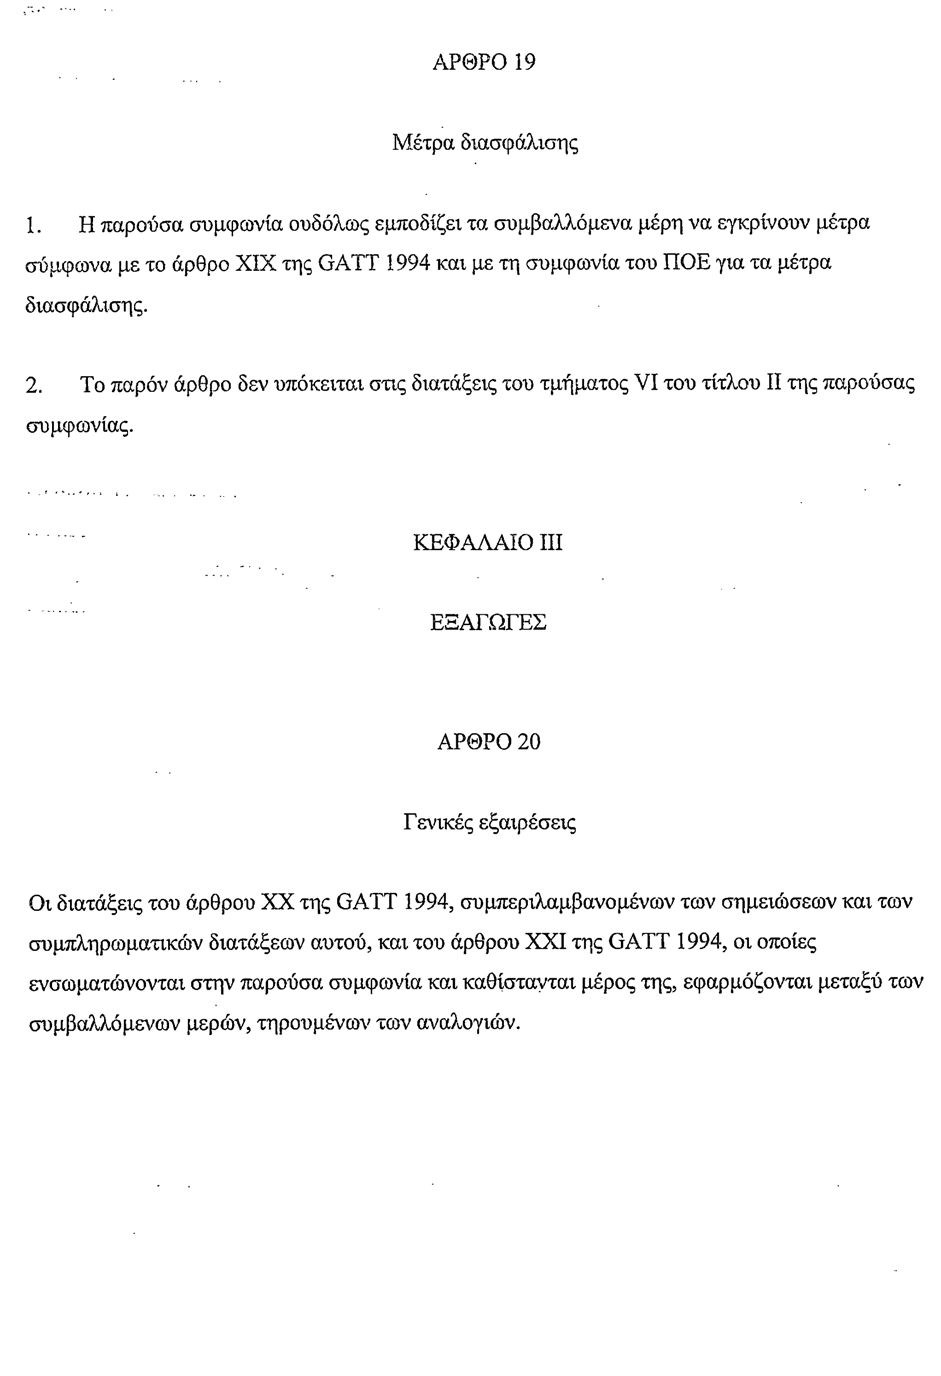 ΑΡΘΡΟ 19
Μέτρα διασφάλισης
1. Η παρούσα συμφωνία ουδόλως εμποδίζει τα συμβαλλόμενα μέρη να εγκρίνουν μέτρα
σύμφωνα με το άρθρο XIX της GATT 1994 και με τη συμφωνία του ΠΟΕ για τα μέτρα
διασφάλισης.
2. Το παρόν άρθρο δεν υπόκειται στις διατάξεις του τμήματος VI του τίτλου II της παρούσας
συμφωνίας.
ΚΕΦΑΛΑΙΟ III
ΕΞΑΓΩΓΕΣ
ΑΡΘΡΟ 20
Γενικές εξαιρέσεις
Οι διατάξεις του άρθρου XX της GATT 1994, συμπεριλαμβανομένων των σημειώσεων και των
συμπληρωματικών διατάξεων αυτού, και του άρθρου XXI της GATT 1994, οι οποίες
ενσωματώνονται στην παρούσα συμφωνία και καθίστανται μέρος της, εφαρμόζονται μεταξύ των
συμβαλλόμενων μερών, τηρουμένων των αναλογιών.